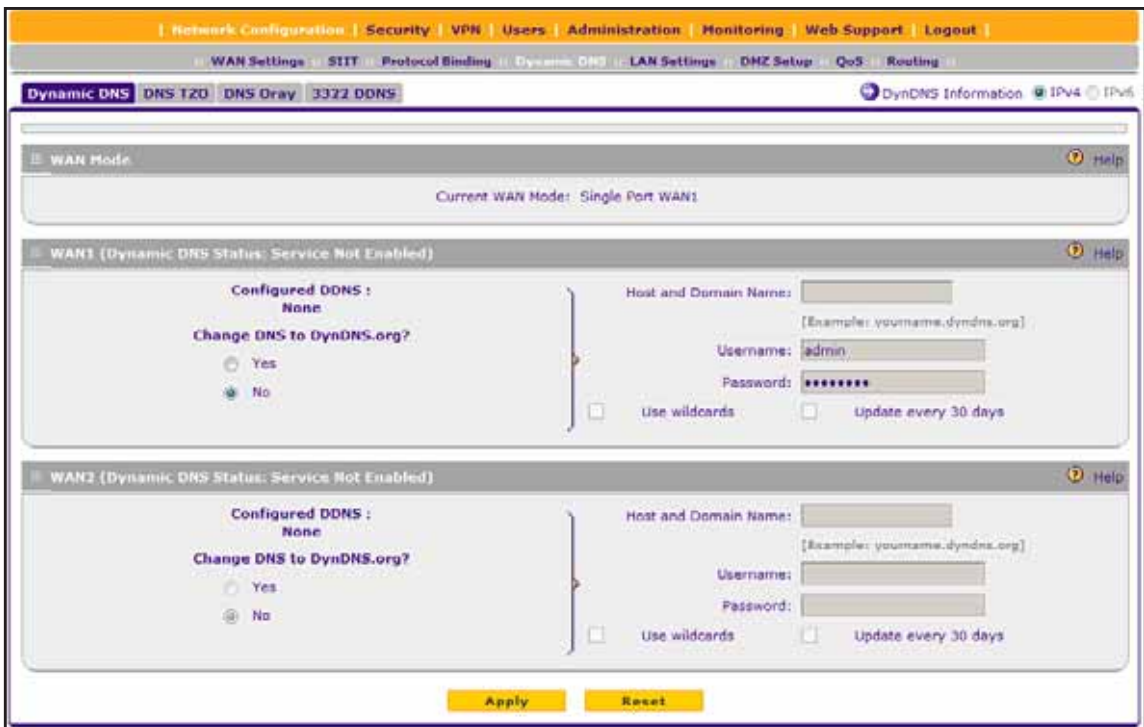 | Network Configuration | Security | VPN | Users | Administration | Monitoring | Web Support | Logout |
:: WAN Settings :: SIIT :: Protocol Binding :: Dynamic DNS :: LAN Settings :: DMZ Setup :: QoS :: Routing ::
Dynamic DNS DNS TZO DNS Oray 3322 DDNS DynDNS Information IPv4 IPv6
WAN Mode Help
Current WAN Mode: Single Port WAN1
WAN1 (Dynamic DNS Status: Service Not Enabled) Help
Configured DDNS :
None
Change DNS to DynDNS.org?
Yes
No
Host and Domain Name:
[Example: yourname.dyndns.org]
Username: admin
Password: ••••••••
Use wildcards Update every 30 days
WAN2 (Dynamic DNS Status: Service Not Enabled) Help
Configured DDNS :
None
Change DNS to DynDNS.org?
Yes
No
Host and Domain Name:
[Example: yourname.dyndns.org]
Username:
Password:
Use wildcards Update every 30 days
Apply Reset